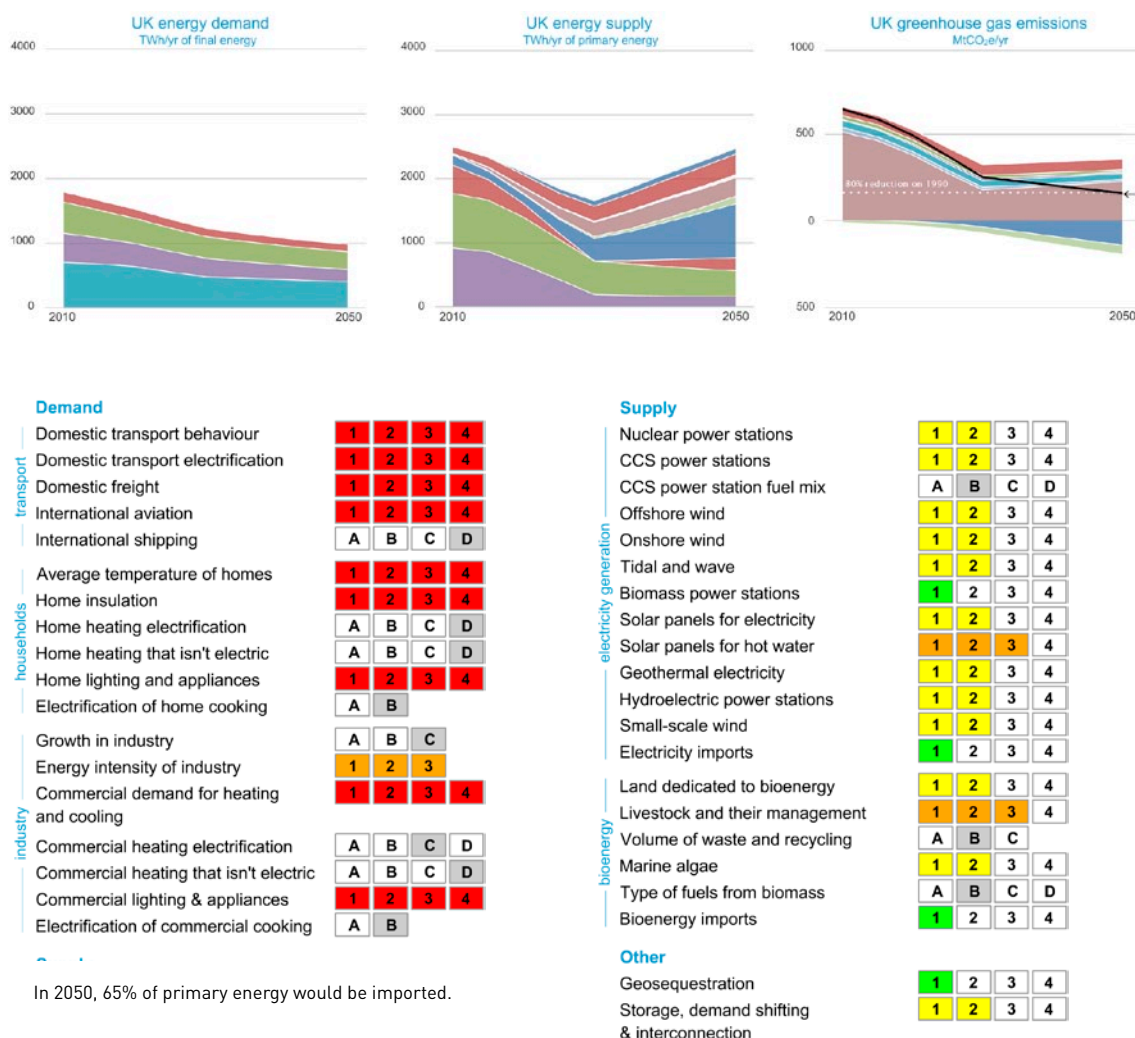 UK energy demand
TWh/yr of final energy
4000
3000
2000
1000
0
2010
2050
UK energy supply
TWh/yr of primary energy
4000
3000
2000
1000
0
2010
2050
UK greenhouse gas emissions
MtCO₂e/yr
1000
500
80% reduction on 1990
0
500
2010
2050
Demand
transport
Domestic transport behaviour 1 2 3 4
Domestic transport electrification 1 2 3 4
Domestic freight 1 2 3 4
International aviation 1 2 3 4
International shipping A B C D
households
Average temperature of homes 1 2 3 4
Home insulation 1 2 3 4
Home heating electrification A B C D
Home heating that isn't electric A B C D
Home lighting and appliances 1 2 3 4
Electrification of home cooking A B
industry
Growth in industry A B C
Energy intensity of industry 1 2 3
Commercial demand for heating 1 2 3 4
and cooling
Commercial heating electrification A B C D
Commercial heating that isn't electric A B C D
Commercial lighting & appliances 1 2 3 4
Electrification of commercial cooking A B
In 2050, 65% of primary energy would be imported.
Supply
electricity generation
Nuclear power stations 1 2 3 4
CCS power stations 1 2 3 4
CCS power station fuel mix A B C D
Offshore wind 1 2 3 4
Onshore wind 1 2 3 4
Tidal and wave 1 2 3 4
Biomass power stations 1 2 3 4
Solar panels for electricity 1 2 3 4
Solar panels for hot water 1 2 3 4
Geothermal electricity 1 2 3 4
Hydroelectric power stations 1 2 3 4
Small-scale wind 1 2 3 4
Electricity imports 1 2 3 4
bioenergy
Land dedicated to bioenergy 1 2 3 4
Livestock and their management 1 2 3 4
Volume of waste and recycling A B C
Marine algae 1 2 3 4
Type of fuels from biomass A B C D
Bioenergy imports 1 2 3 4
Other
Geosequestration 1 2 3 4
Storage, demand shifting 1 2 3 4
& interconnection